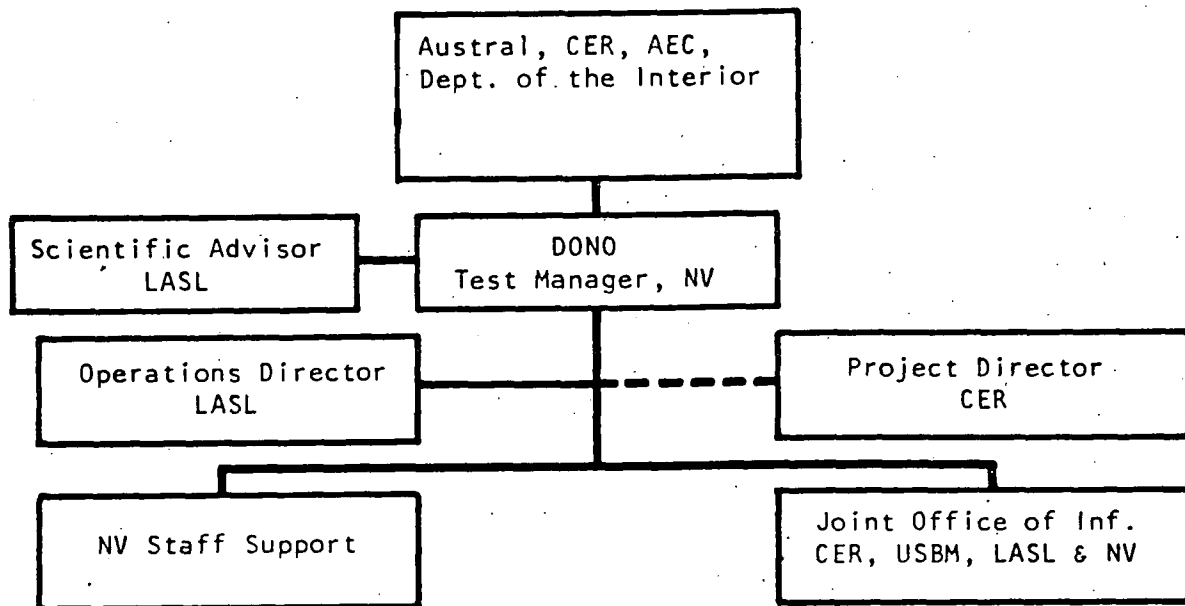 Austral, CER, AEC,
Dept. of the Interior
Scientific Advisor
LASL
DONO
Test Manager, NV
Operations Director
LASL
Project Director
CER
NV Staff Support
Joint Office of Inf.
CER, USBM, LASL & NV